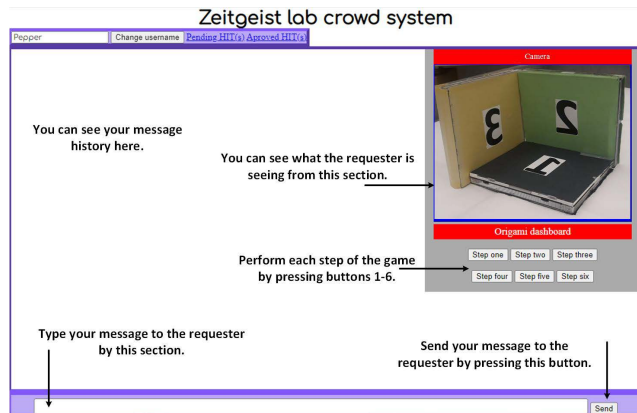 Zeitgeist lab crowd system
Pepper
Change username
Pending HIT(s) Aproved HIT(s)
Camera
You can see your message
history here.
3
2
1
You can see what the requester is
seeing from this section.
Origami dashboard
Step one Step two Step three
Perform each step of the game
by pressing buttons 1-6.
Step four Step five Step six
Type your message to the requester
by this section.
Send your message to the
requester by pressing this button.
Send